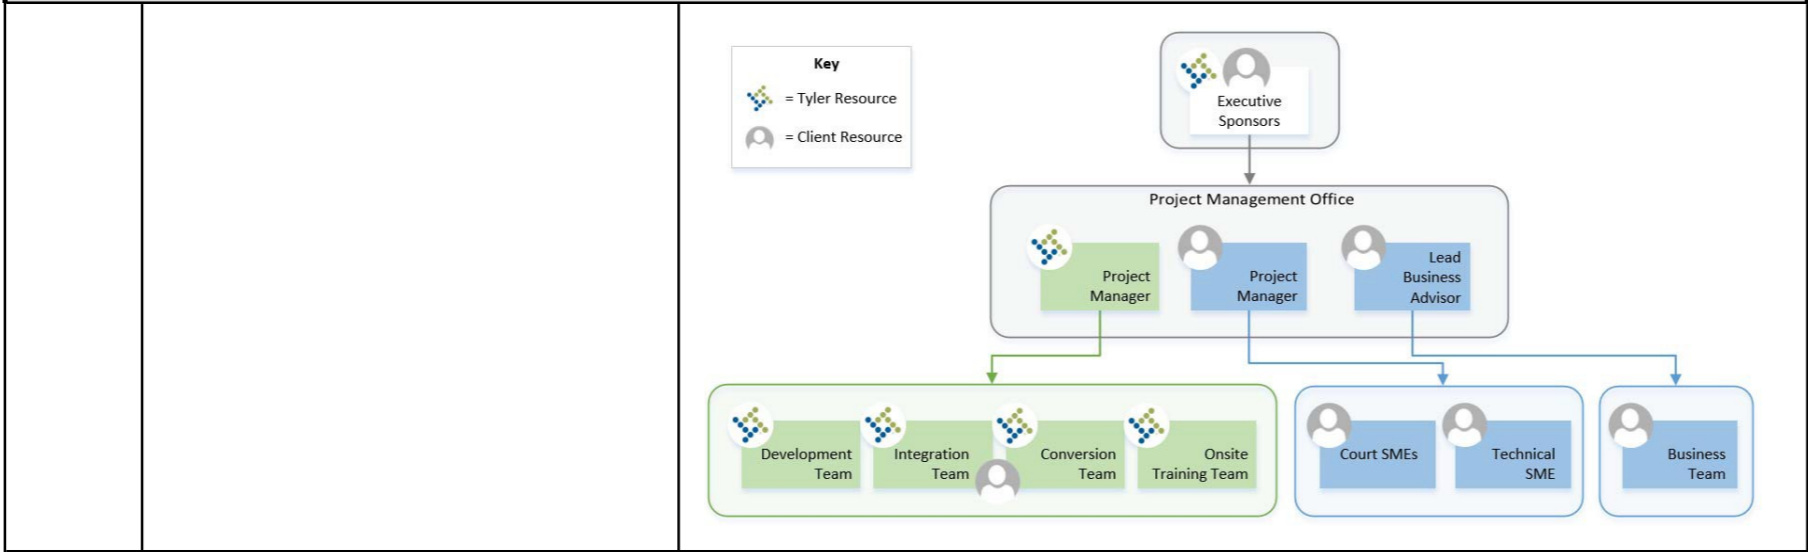 Key
= Tyler Resource
= Client Resource
Executive
Sponsors
Project Management Office
Project
Manager
Project
Manager
Lead
Business
Advisor
Development
Team
Integration
Team
Conversion
Team
Onsite
Training Team
Court SMEs
Technical
SME
Business
Team